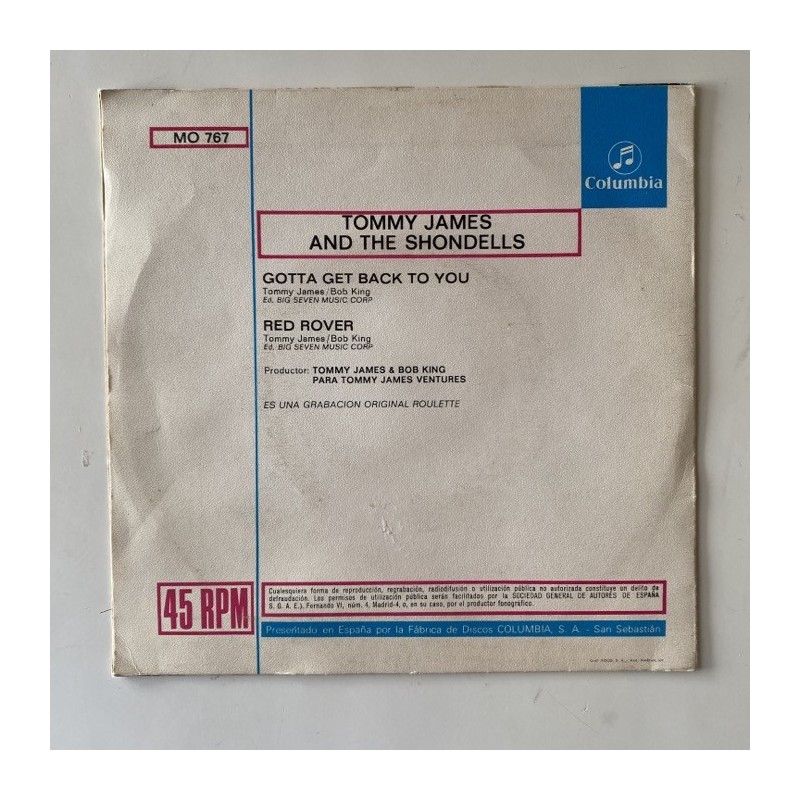 MO 767
Columbia
TOMMY JAMES
AND THE SHONDELLS
GOTTA GET BACK TO YOU
Tommy James/Bob King
Ed. BIG SEVEN MUSIC CORP
RED ROVER
Tommy James/Bob King
Ed. BIG SEVEN MUSIC CORP
Productor: TOMMY JAMES & BOB KING
PARA TOMMY JAMES VENTURES
ES UNA GRABACION ORIGINAL ROULETTE
45 RPM
Cualesquiera forma de reproducción, regrabación, radiodifusión o utilización pública no autorizada constituye un delito de
defraudación. Los permisos de utilización pública serán facilitados por la SOCIEDAD GENERAL DE AUTORES DE ESPAÑA
S. G. A. E.). Fernando VI, núm. 4, Madrid-4, o, en su caso, por el productor fonográfico.
Presentado en España por la Fábrica de Discos COLUMBIA, S. A. - San Sebastián